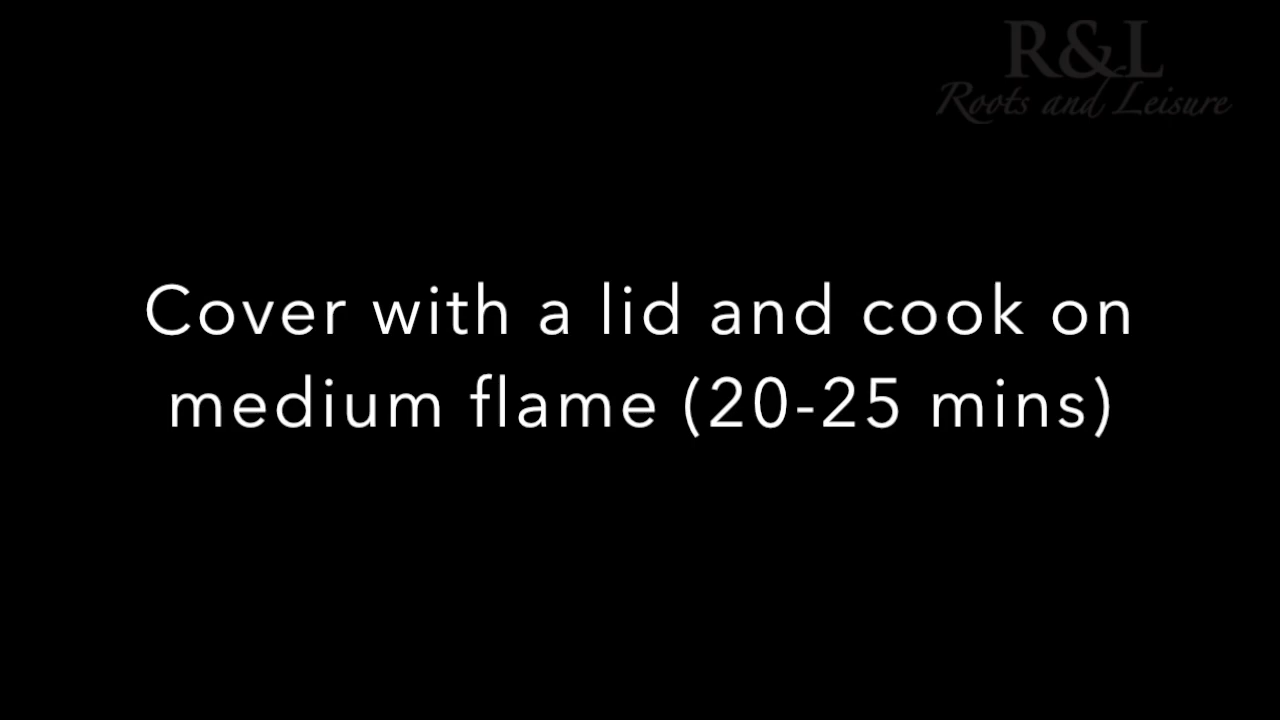 R&L
Roots and Leisure
Cover with a lid and cook on
medium flame (20-25 mins)